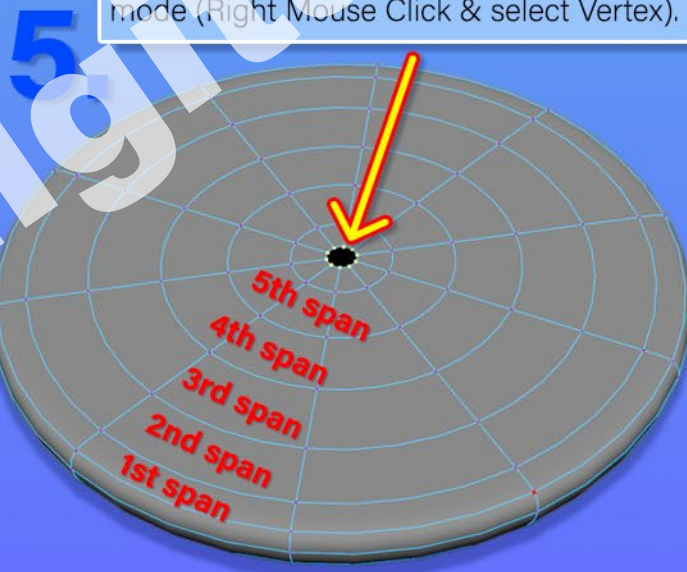 mode (Right Mouse Click & select Vertex).
5.
5th span
4th span
3rd span
2nd span
1st span